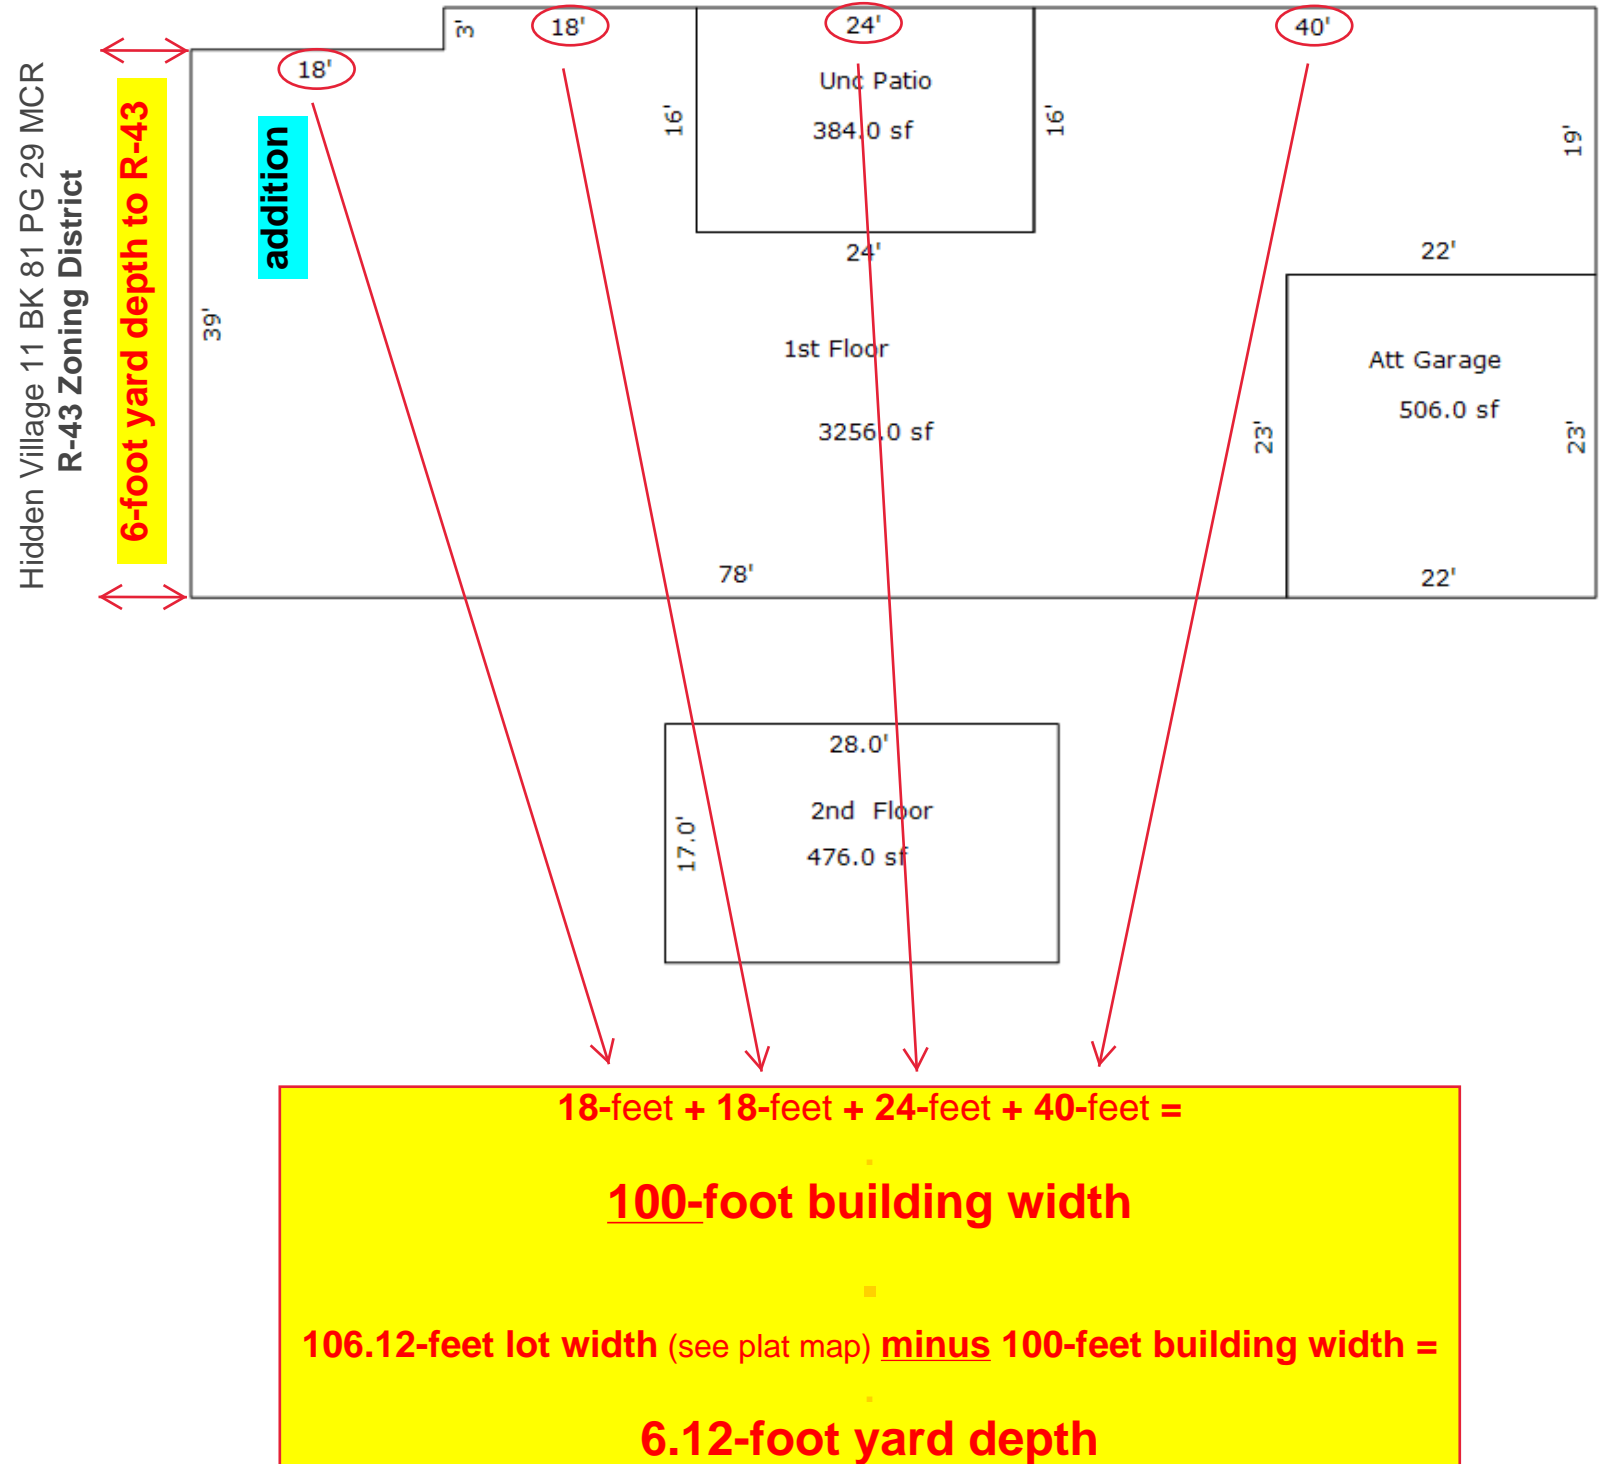 Hidden Village 11 BK 81 PG 29 MCR
R-43 Zoning District
6-foot yard depth to R-43
addition
18'
3'
18'
24'
40'
Unc Patio
384.0 sf
16'
16'
19'
24'
22'
39'
1st Floor
3256.0 sf
Att Garage
506.0 sf
23'
23'
78'
22'
28.0'
2nd Floor
17.0'
476.0 sf
18-feet + 18-feet + 24-feet + 40-feet =
100-foot building width
106.12-feet lot width (see plat map) minus 100-feet building width =
6.12-foot yard depth